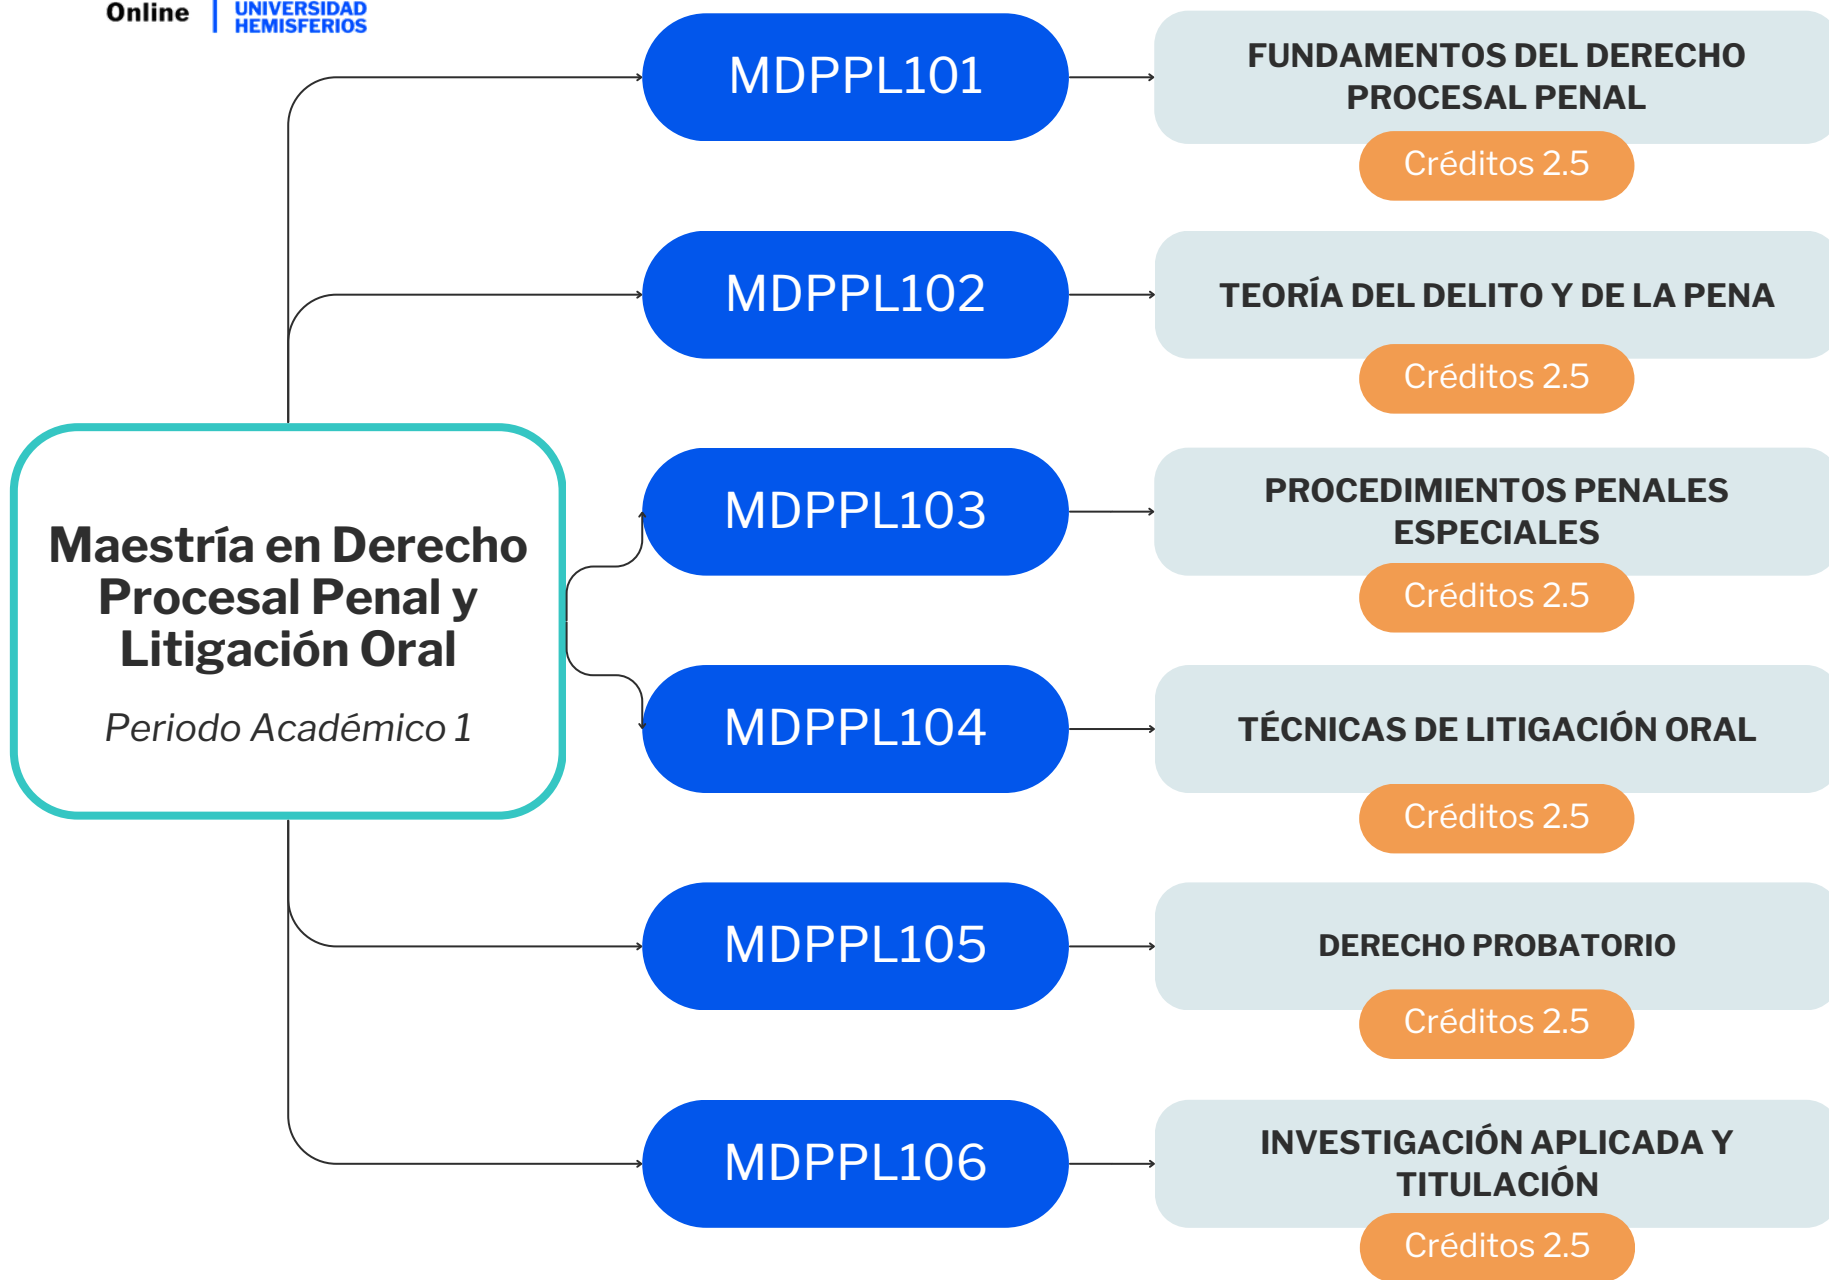 Online
UNIVERSIDAD
HEMISFERIOS
MDPPL101
FUNDAMENTOS DEL DERECHO
PROCESAL PENAL
Créditos 2.5
MDPPL102
TEORÍA DEL DELITO Y DE LA PENA
Créditos 2.5
Maestría en Derecho
Procesal Penal y
Litigación Oral
Periodo Académico 1
MDPPL103
PROCEDIMIENTOS PENALES
ESPECIALES
Créditos 2.5
MDPPL104
TÉCNICAS DE LITIGACIÓN ORAL
Créditos 2.5
MDPPL105
DERECHO PROBATORIO
Créditos 2.5
MDPPL106
INVESTIGACIÓN APLICADA Y
TITULACIÓN
Créditos 2.5